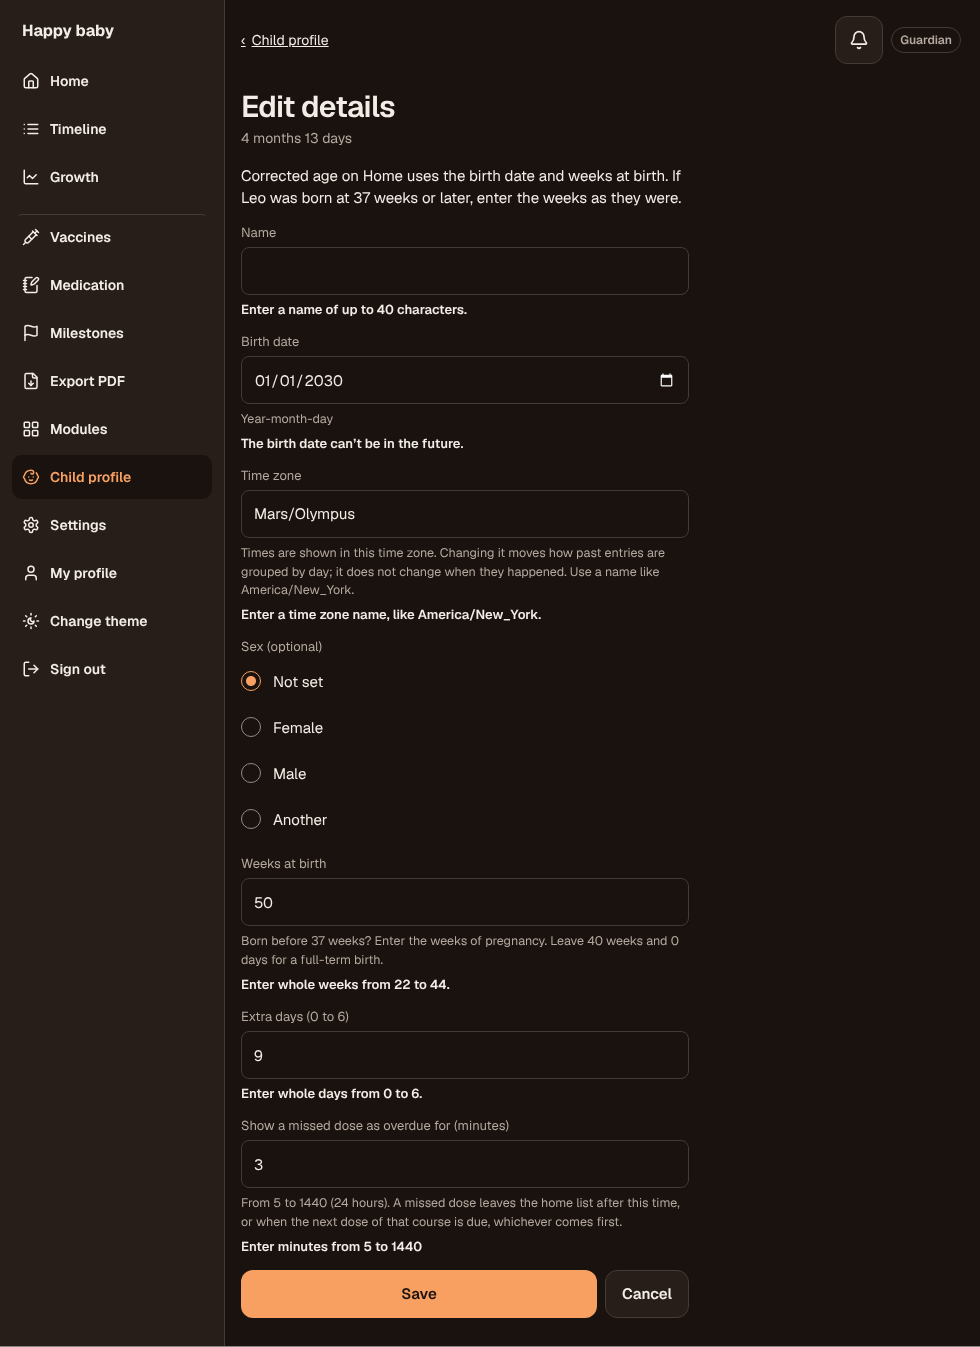 Happy baby
Home
Timeline
Growth
Vaccines
Medication
Milestones
Export PDF
Modules
Child profile
Settings
My profile
Change theme
Sign out
‹ Child profile
Guardian
Edit details
4 months 13 days
Corrected age on Home uses the birth date and weeks at birth. If
Leo was born at 37 weeks or later, enter the weeks as they were.
Name
Enter a name of up to 40 characters.
Birth date
01/01/2030
Year-month-day
The birth date can’t be in the future.
Time zone
Mars/Olympus
Times are shown in this time zone. Changing it moves how past entries are
grouped by day; it does not change when they happened. Use a name like
America/New_York.
Enter a time zone name, like America/New_York.
Sex (optional)
Not set
Female
Male
Another
Weeks at birth
50
Born before 37 weeks? Enter the weeks of pregnancy. Leave 40 weeks and 0
days for a full-term birth.
Enter whole weeks from 22 to 44.
Extra days (0 to 6)
9
Enter whole days from 0 to 6.
Show a missed dose as overdue for (minutes)
3
From 5 to 1440 (24 hours). A missed dose leaves the home list after this time,
or when the next dose of that course is due, whichever comes first.
Enter minutes from 5 to 1440
Save
Cancel